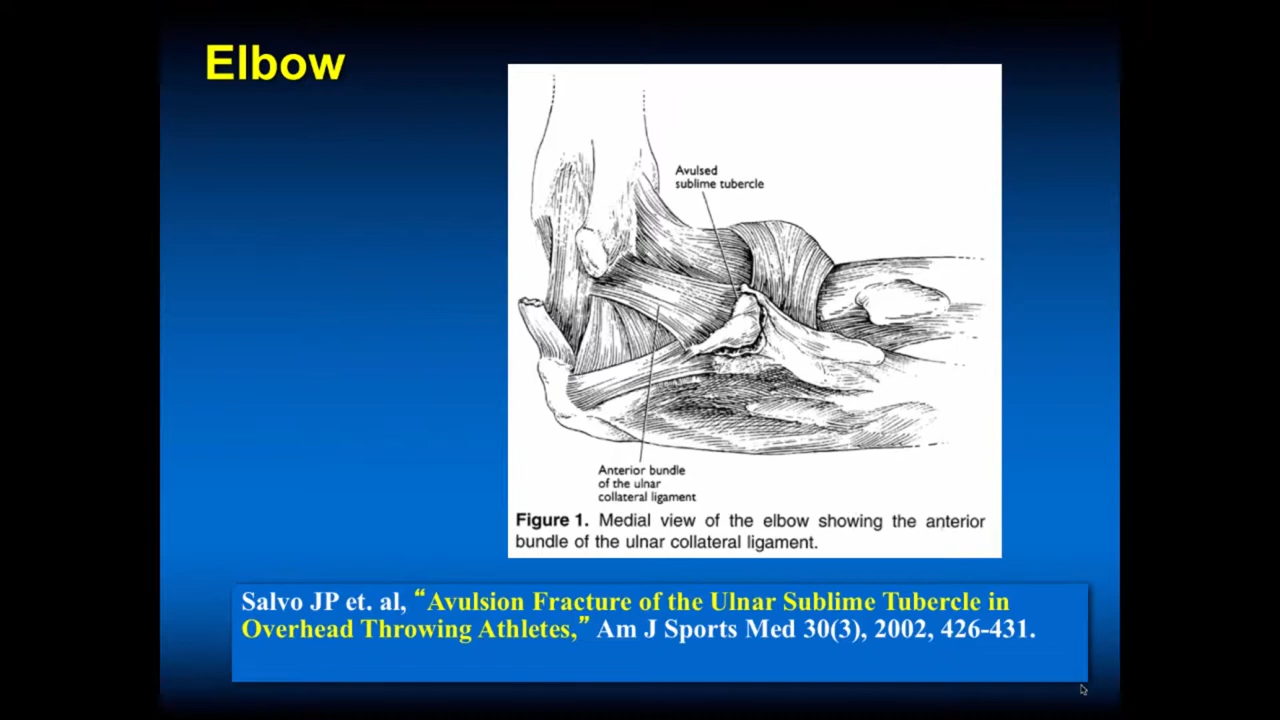 Elbow
Avulsed
sublime tubercle
Anterior bundle
of the ulnar
collateral ligament
Figure 1. Medial view of the elbow showing the anterior
bundle of the ulnar collateral ligament.
Salvo JP et. al, “Avulsion Fracture of the Ulnar Sublime Tubercle in
Overhead Throwing Athletes,” Am J Sports Med 30(3), 2002, 426-431.